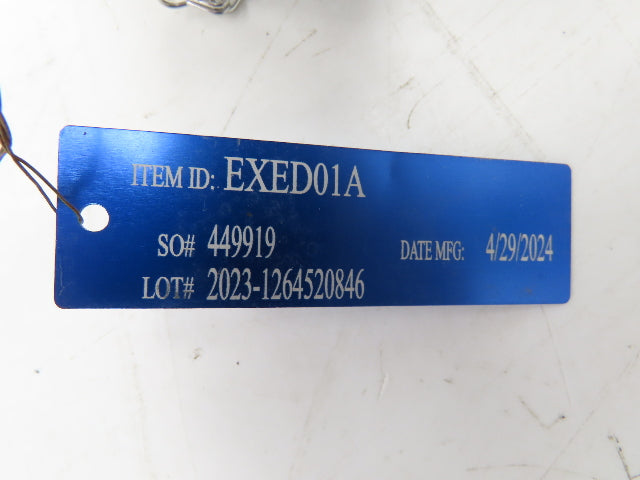 ITEM ID: EXED01A
SO# 449919 DATE MFG: 4/29/2024
LOT# 2023-1264520846